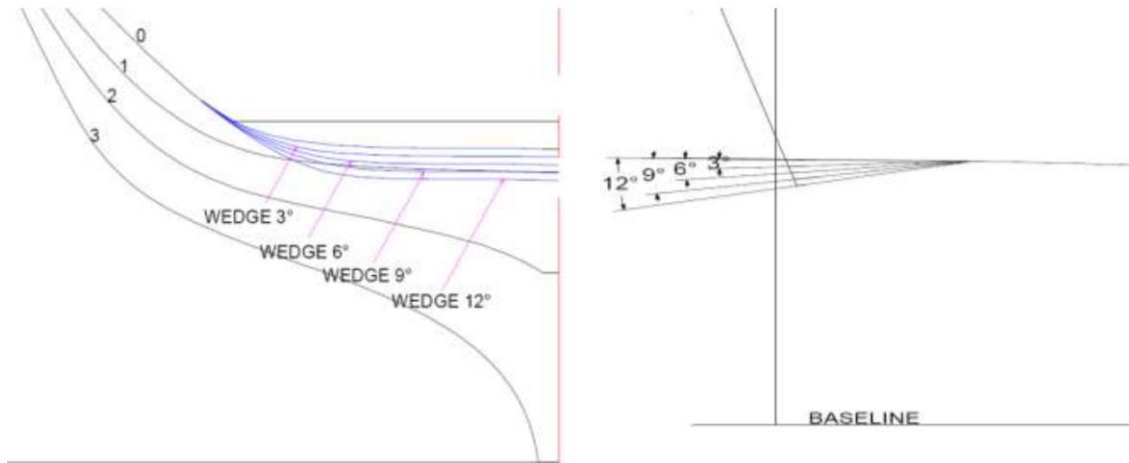 0
1
2
3
WEDGE 3°
WEDGE 6°
WEDGE 9°
WEDGE 12°
12° 9° 6° 3°
BASELINE